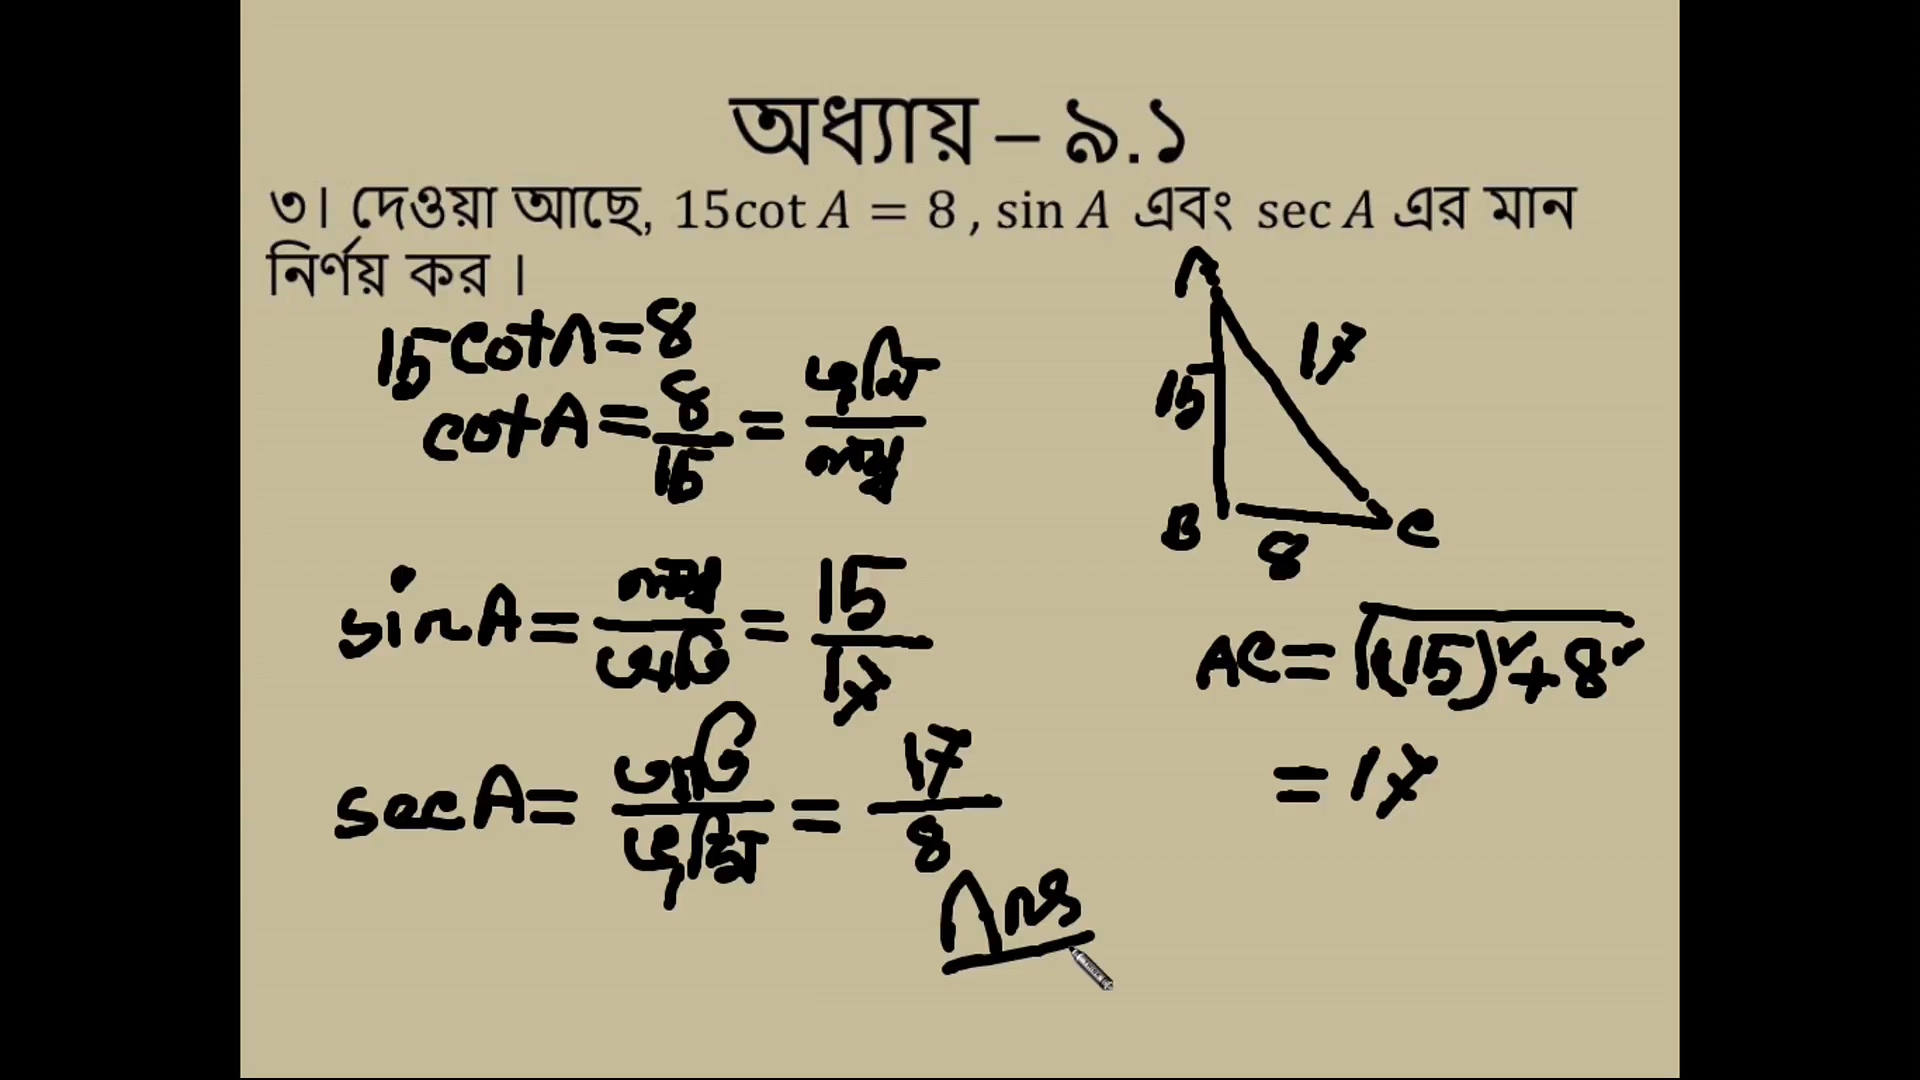 অধ্যায় – ৯.১
৩। দেওয়া আছে, 15cot A = 8 , sin A এবং sec A এর মান
নির্ণয় কর ।
15cotA=8
cotA = 8/15 = ভূমি/লম্ব
sinA = লম্ব/অতি = 15/17
secA = অতি/ভূমি = 17/8
Ans
A
15
17
B
8
C
AC = √(15)²+8²
= 17